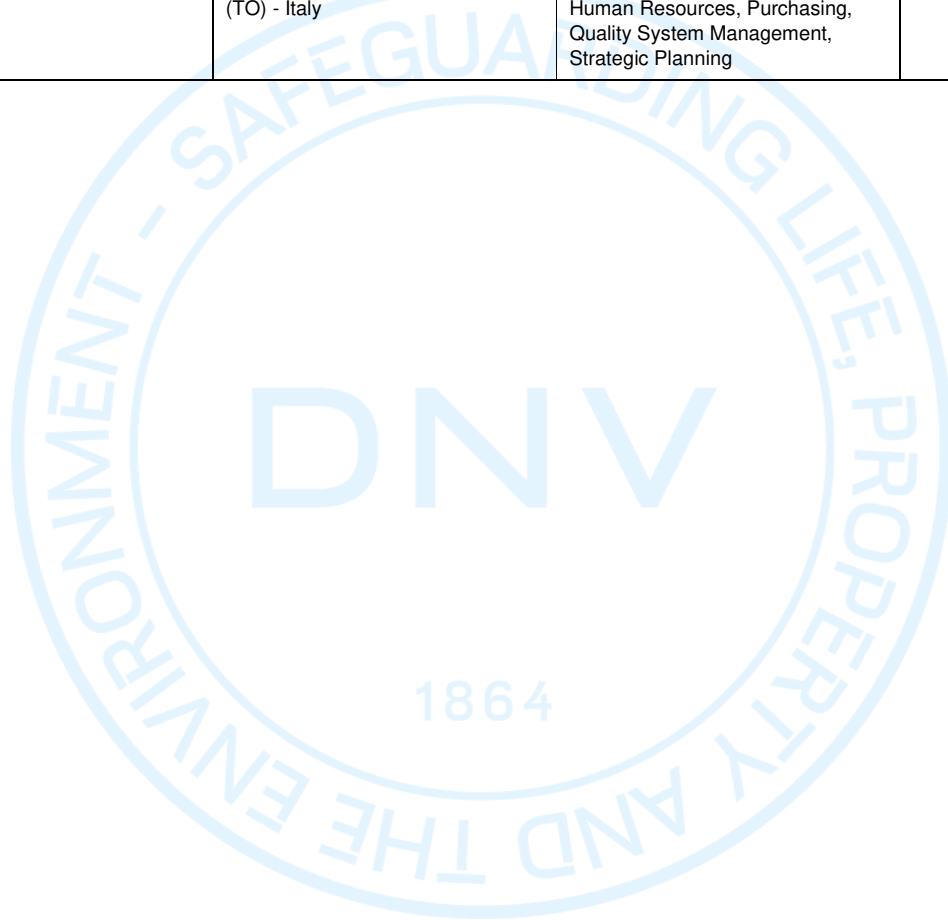 (TO) - Italy
Human Resources, Purchasing,
Quality System Management,
Strategic Planning
SAFEGUARDING LIFE, PROPERTY AND THE ENVIRONMENT -
DNV
1864